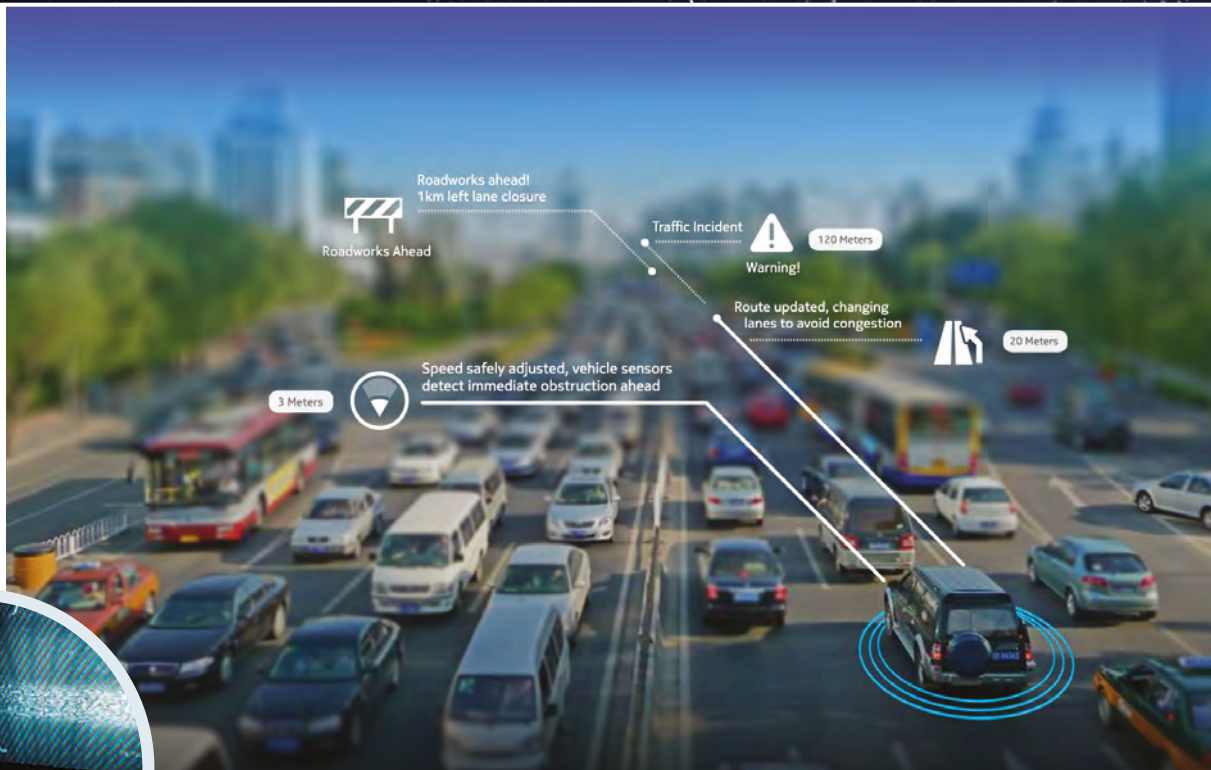 Roadworks ahead!
1km left lane closure
Roadworks Ahead
Traffic Incident
120 Meters
Warning!
Route updated, changing
lanes to avoid congestion
20 Meters
Speed safely adjusted, vehicle sensors
detect immediate obstruction ahead
3 Meters